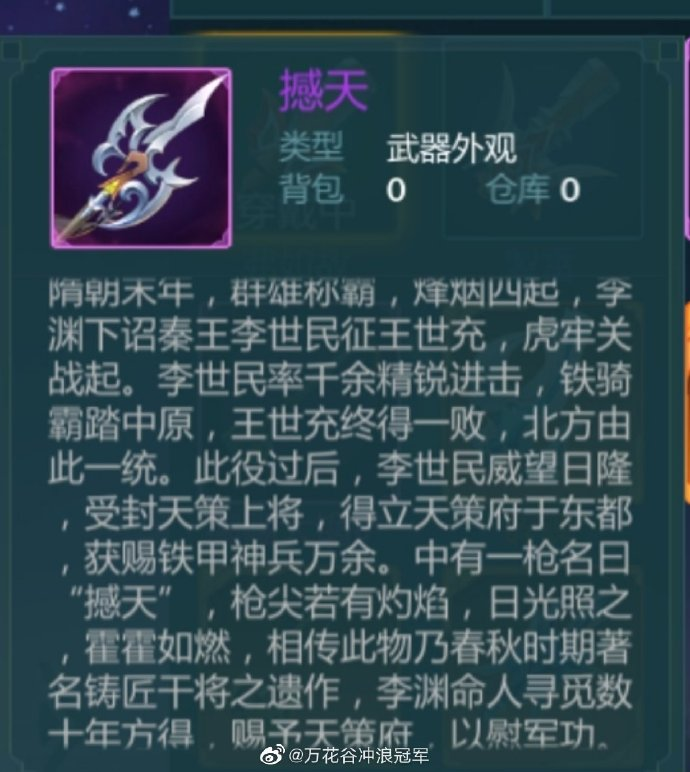 撼天
类型 武器外观
背包 0 仓库 0
穿戴中
隋朝末年，群雄称霸，烽烟四起，李
渊下诏秦王李世民征王世充，虎牢关
战起。李世民率千余精锐进击，铁骑
霸踏中原，王世充终得一败，北方由
此一统。此役过后，李世民威望日隆
，受封天策上将，得立天策府于东都
，获赐铁甲神兵万余。中有一枪名曰
“撼天”，枪尖若有灼焰，日光照之
，霍霍如燃，相传此物乃春秋时期著
名铸匠干将之遗作，李渊命人寻觅数
十年方得，赐予天策府，以慰军功。
@万花谷冲浪冠军